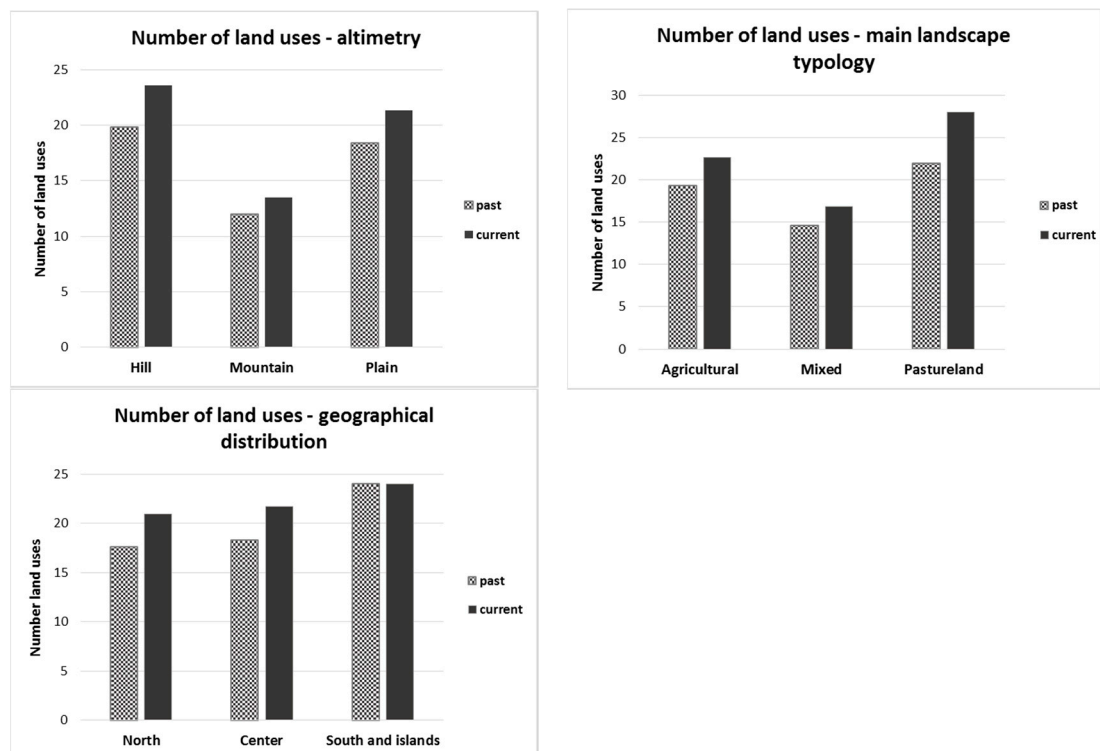 Number of land uses - altimetry
25
20
15
10
5
0
Number of land uses
Hill
Mountain
Plain
past
current
Number of land uses - main landscape
typology
30
25
20
15
10
5
0
Number of land uses
Agricultural
Mixed
Pastureland
past
current
Number of land uses - geographical
distribution
25
20
15
10
5
0
Number land uses
North
Center
South and islands
past
current